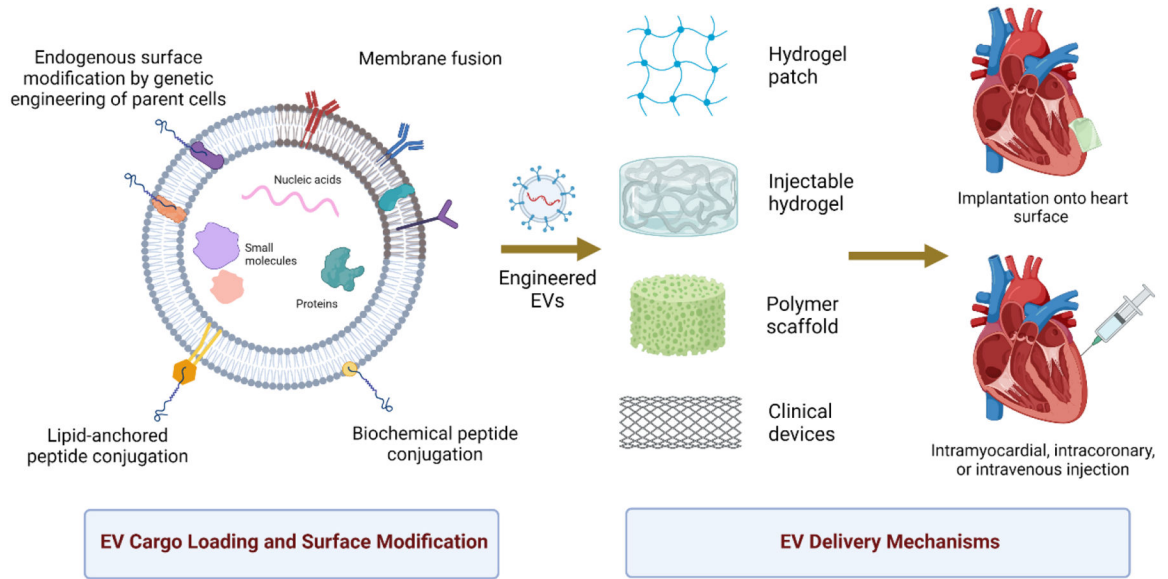 Endogenous surface
modification by genetic
engineering of parent cells
Membrane fusion
Nucleic acids
Small
molecules
Proteins
Lipid-anchored
peptide conjugation
Biochemical peptide
conjugation
EV Cargo Loading and Surface Modification
Engineered
EVs
Hydrogel
patch
Injectable
hydrogel
Polymer
scaffold
Clinical
devices
Implantation onto heart
surface
Intramyocardial, intracoronary,
or intravenous injection
EV Delivery Mechanisms